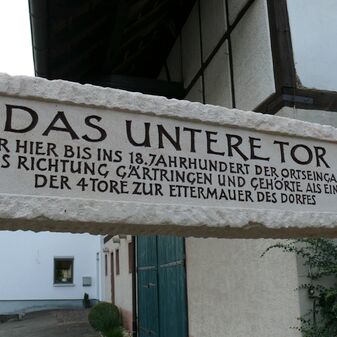 DAS UNTERE TOR
HIER BIS INS 18. JAHRHUNDERT DER
RICHTUNG GÄRTRINGEN UND GEHÖRTE ALS
DER 4 TORE ZUR ETTERMAUER DES DORFES